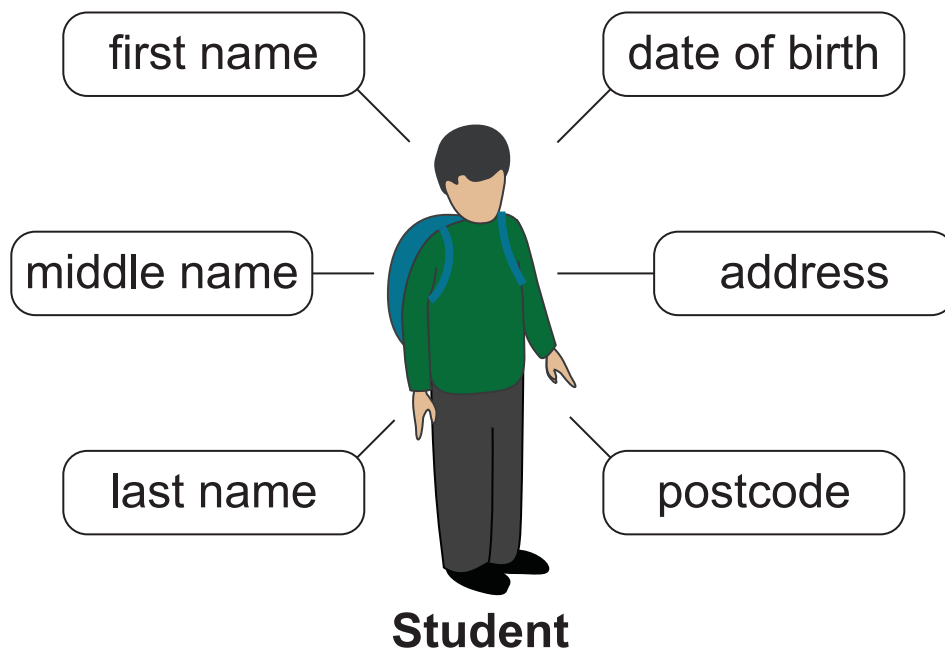 first name
date of birth
middle name
address
last name
postcode
Student